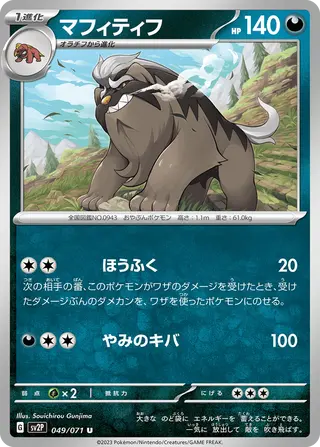 1進化
マフィティフ
HP140
オラチフから進化
全国図鑑NO.0943 おやぶんポケモン 高さ:1.1m 重さ:61.0kg
ほうふく 20
次の相手の番、このポケモンがワザのダメージを受けたとき、受け
たダメージぶんのダメカンを、ワザを使ったポケモンにのせる。
やみのキバ 100
弱点 ×2 抵抗力 にげる
Illus. Souichirou Gunjima
G SV2P 049/071 U
大きな のど袋に エネルギーを 蓄えることができる。
一気に 放射して 敵を 吹き飛ばす。
©2023 Pokémon/Nintendo/Creatures/GAME FREAK.